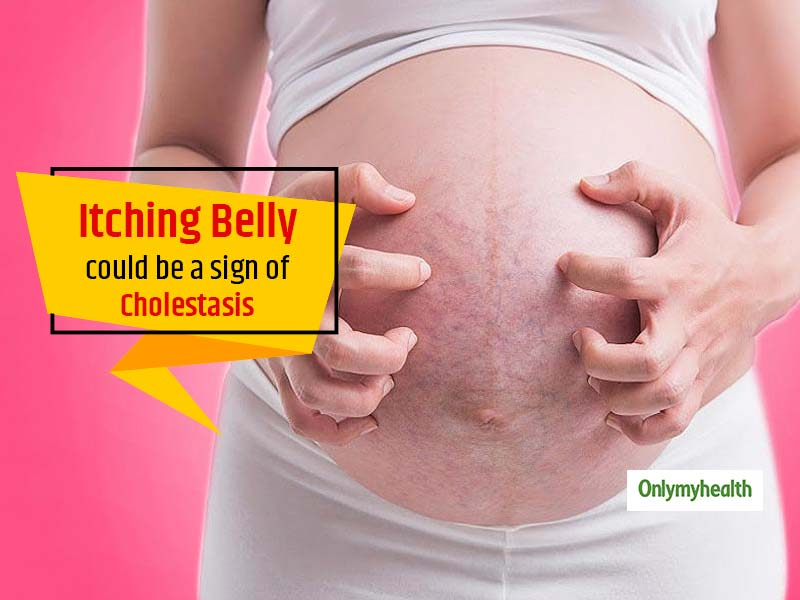 Itching Belly
could be a sign of
Cholestasis
Onlymyhealth